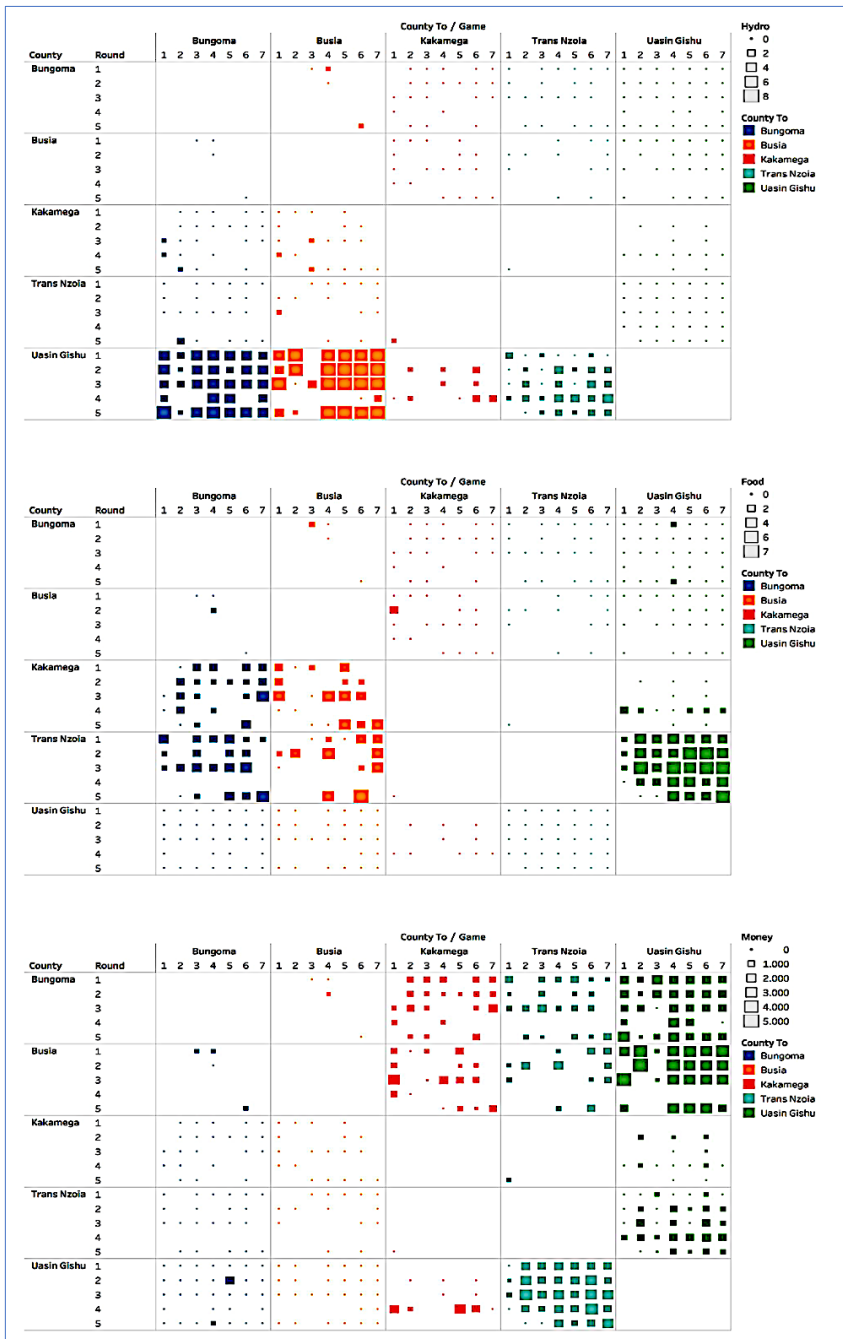 County To / Game
Bungoma Busia Kakamega Trans Nzoia Uasin Gishu
County Round 1 2 3 4 5 6 7 1 2 3 4 5 6 7 1 2 3 4 5 6 7 1 2 3 4 5 6 7 1 2 3 4 5 6 7
Bungoma 1
2
3
4
5
Busia 1
2
3
4
5
Kakamega 1
2
3
4
5
Trans Nzoia 1
2
3
4
5
Uasin Gishu 1
2
3
4
5
Hydro
0
2
4
6
8
County To
Bungoma
Busia
Kakamega
Trans Nzoia
Uasin Gishu
County To / Game
Bungoma Busia Kakamega Trans Nzoia Uasin Gishu
County Round 1 2 3 4 5 6 7 1 2 3 4 5 6 7 1 2 3 4 5 6 7 1 2 3 4 5 6 7 1 2 3 4 5 6 7
Bungoma 1
2
3
4
5
Busia 1
2
3
4
5
Kakamega 1
2
3
4
5
Trans Nzoia 1
2
3
4
5
Uasin Gishu 1
2
3
4
5
Food
0
2
4
6
7
County To
Bungoma
Busia
Kakamega
Trans Nzoia
Uasin Gishu
County To / Game
Bungoma Busia Kakamega Trans Nzoia Uasin Gishu
County Round 1 2 3 4 5 6 7 1 2 3 4 5 6 7 1 2 3 4 5 6 7 1 2 3 4 5 6 7 1 2 3 4 5 6 7
Bungoma 1
2
3
4
5
Busia 1
2
3
4
5
Kakamega 1
2
3
4
5
Trans Nzoia 1
2
3
4
5
Uasin Gishu 1
2
3
4
5
Money
0
1.000
2.000
3.000
4.000
5.000
County To
Bungoma
Busia
Kakamega
Trans Nzoia
Uasin Gishu